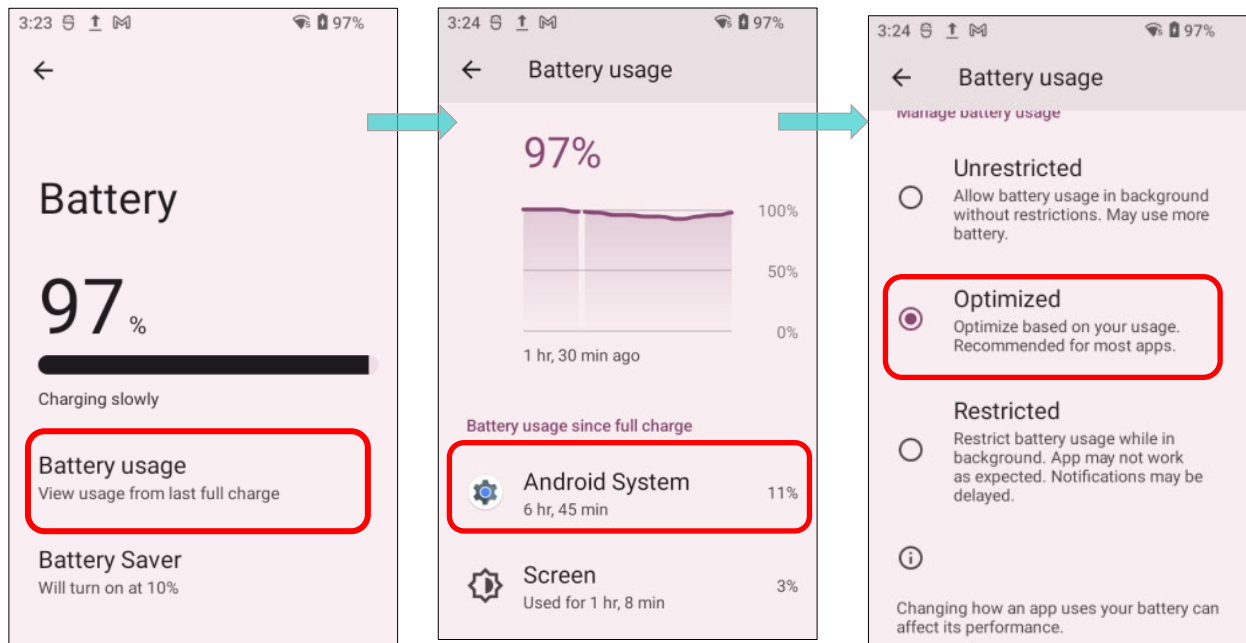 3:23
97%
Battery
97 %
Charging slowly
Battery usage
View usage from last full charge
Battery Saver
Will turn on at 10%
3:24
97%
Battery usage
97%
100%
50%
0%
1 hr, 30 min ago
Battery usage since full charge
Android System
6 hr, 45 min
11%
Screen
Used for 1 hr, 8 min
3%
3:24
97%
Battery usage
Manage battery usage
Unrestricted
Allow battery usage in background
without restrictions. May use more
battery.
Optimized
Optimize based on your usage.
Recommended for most apps.
Restricted
Restrict battery usage while in
background. App may not work
as expected. Notifications may be
delayed.
Changing how an app uses your battery can
affect its performance.